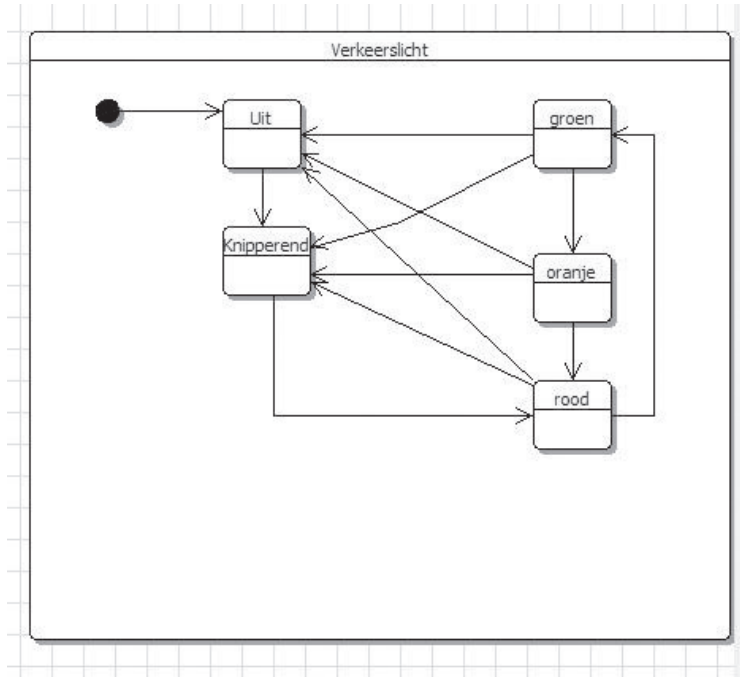 Verkeerslicht
Uit
groen
Knipperend
oranje
rood